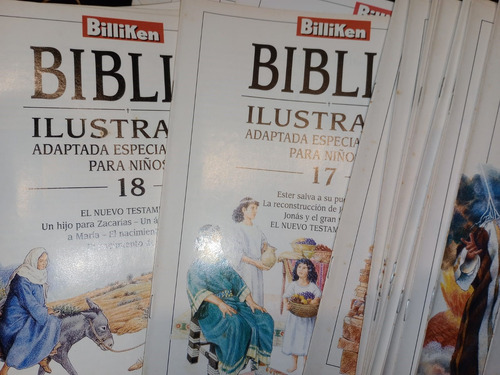 BilliKen
BIBLI
ILUSTRA
ADAPTADA ESPECIA
PARA NIÑOS
18
EL NUEVO TESTAM
Un hijo para Zacarías - Un
a María - El nacimien
BilliKen
BIBLI
ILUSTRA
ADAPTADA ESPECIA
PARA NIÑO
17
Ester salva a su pu
La reconstrucción de
Jonás y el gran
EL NUEVO TESTAM
Bi